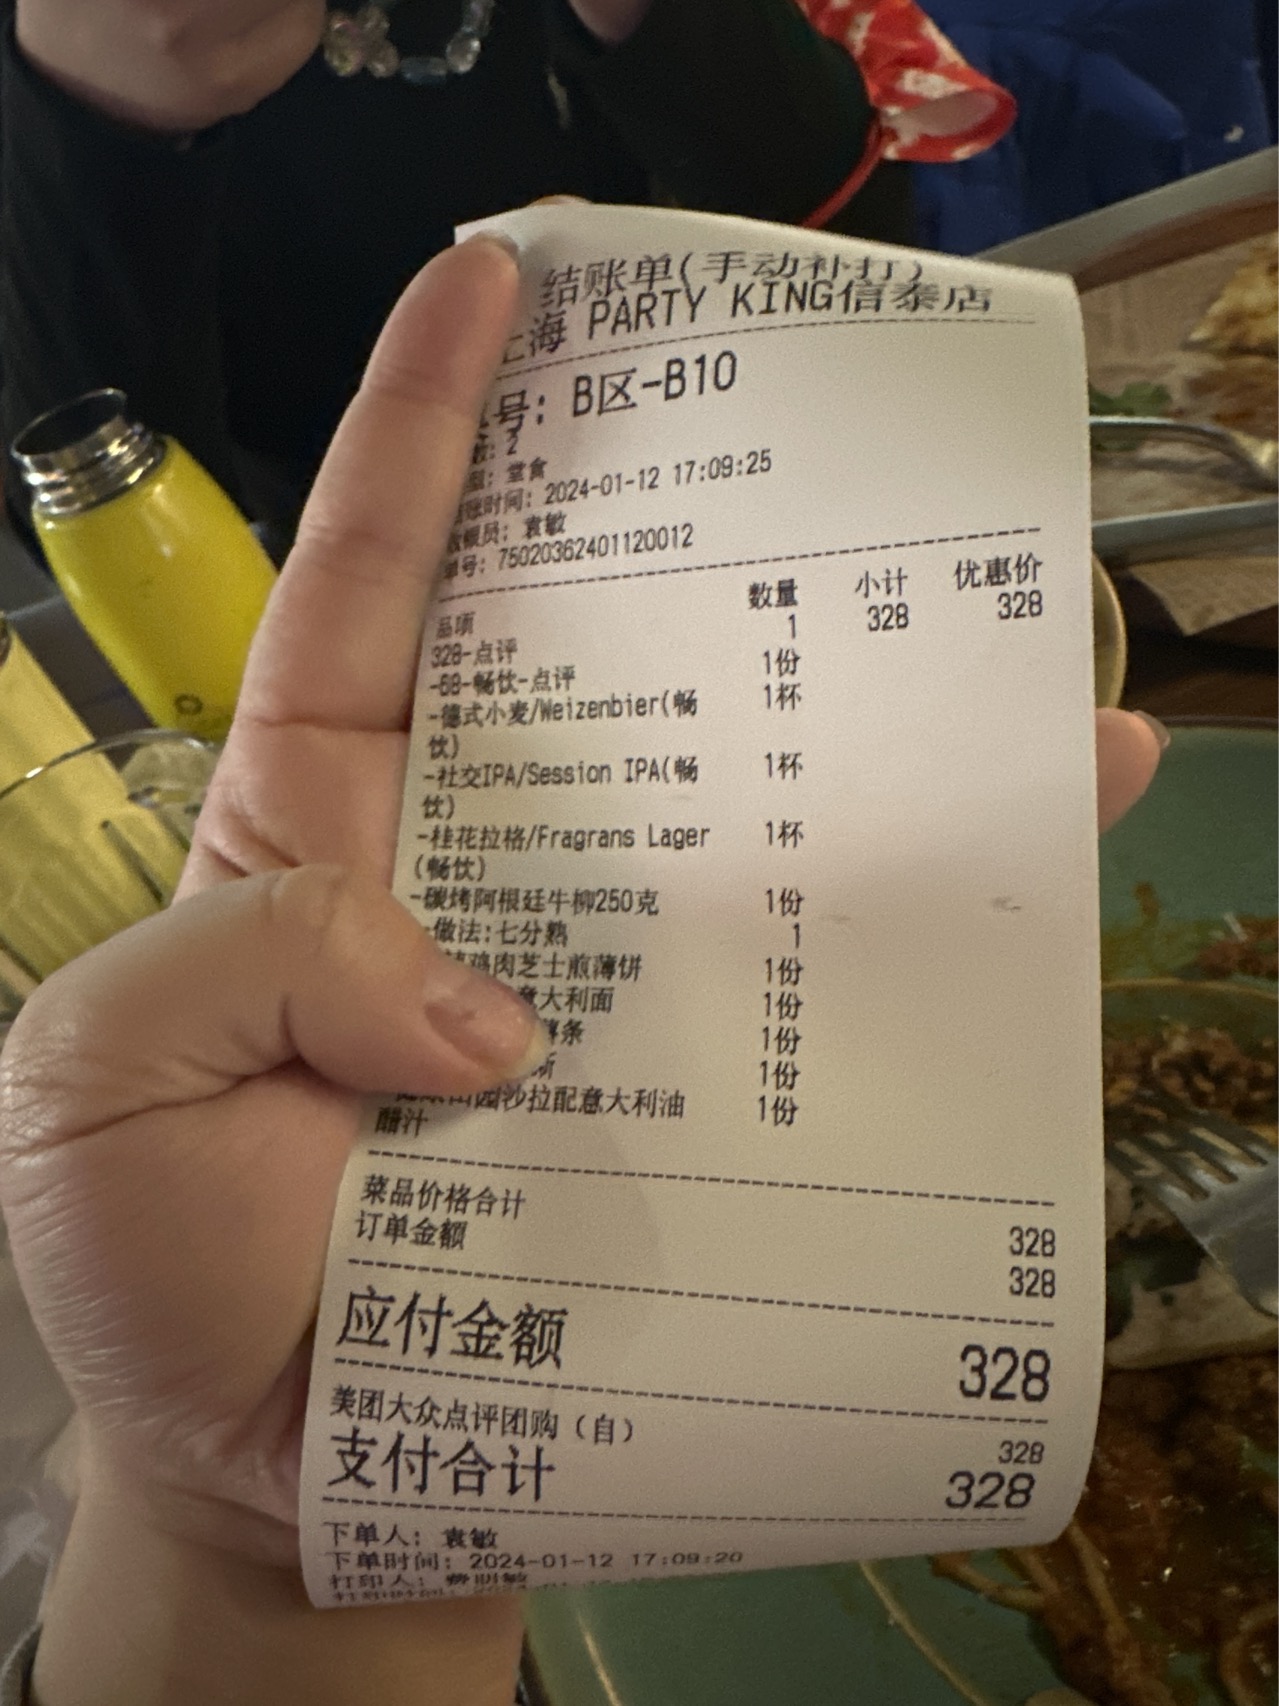 结账单(手动补打)
上海 PARTY KING信泰店
号: B区-B10
数: 2
型: 堂食
结账时间: 2024-01-12 17:09:25
收银员: 袁敏
单号: 75020362401120012
品项 数量 小计 优惠价
328-点评 1 328 328
-68-畅饮-点评 1份
-德式小麦/Weizenbier(畅 1杯
饮)
-社交IPA/Session IPA(畅 1杯
饮)
-桂花拉格/Fragrans Lager 1杯
(畅饮)
-碳烤阿根廷牛柳250克 1份
-做法:七分熟 1
鸡肉芝士煎薄饼 1份
意大利面 1份
薯条 1份
1份
园沙拉配意大利油 1份
醋汁
菜品价格合计 328
订单金额 328
应付金额 328
美团大众点评团购（自） 328
支付合计 328
下单人: 袁敏
下单时间: 2024-01-12 17:09:20
打印人: 费明敏